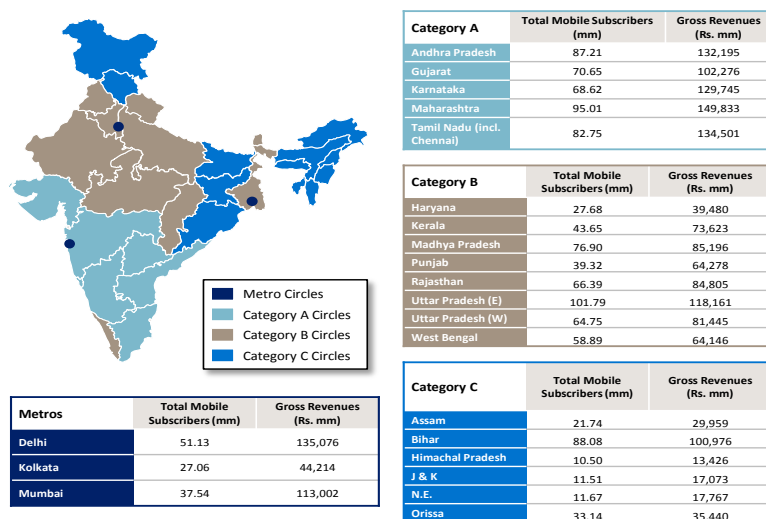 Category A Total Mobile Subscribers (mm) Gross Revenues (Rs. mm)
Andhra Pradesh 87.21 132,195
Gujarat 70.65 102,276
Karnataka 68.62 129,745
Maharashtra 95.01 149,833
Tamil Nadu (incl. Chennai) 82.75 134,501
Category B Total Mobile Subscribers (mm) Gross Revenues (Rs. mm)
Haryana 27.68 39,480
Kerala 43.65 73,623
Madhya Pradesh 76.90 85,196
Punjab 39.32 64,278
Rajasthan 66.39 84,805
Uttar Pradesh (E) 101.79 118,161
Uttar Pradesh (W) 64.75 81,445
West Bengal 58.89 64,146
Metro Circles
Category A Circles
Category B Circles
Category C Circles
Metros Total Mobile Subscribers (mm) Gross Revenues (Rs. mm)
Delhi 51.13 135,076
Kolkata 27.06 44,214
Mumbai 37.54 113,002
Category C Total Mobile Subscribers (mm) Gross Revenues (Rs. mm)
Assam 21.74 29,959
Bihar 88.08 100,976
Himachal Pradesh 10.50 13,426
J & K 11.51 17,073
N.E. 11.67 17,767
Orissa 33.14 35,440